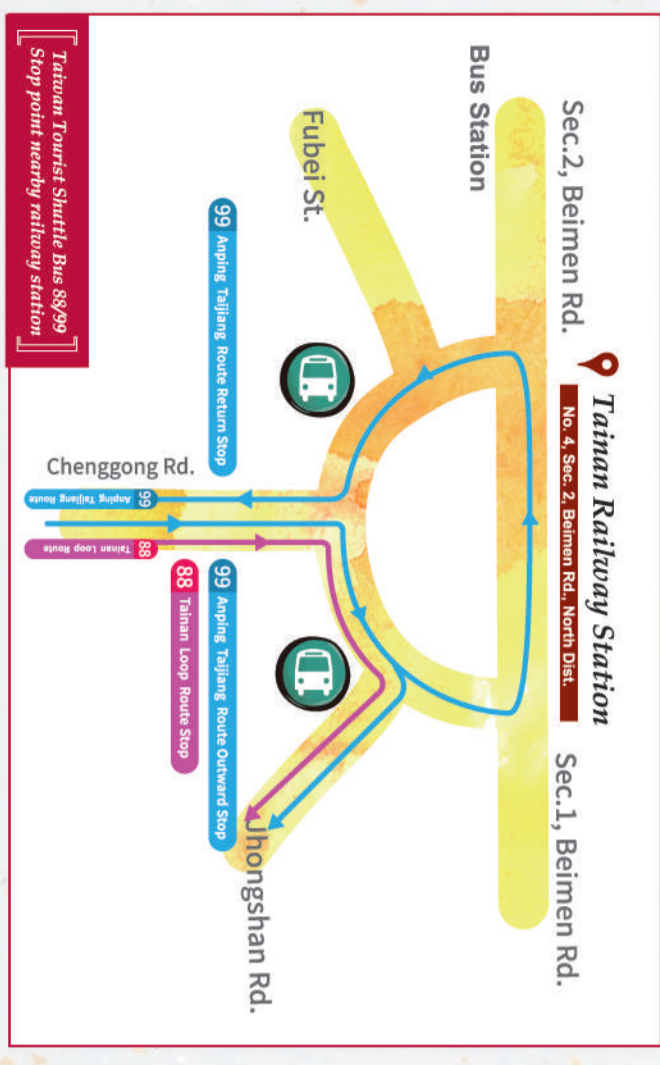 Taiwan Tourist Shuttle Bus 88/99
Stop point nearby railway station
Tainan Railway Station
No. 4, Sec. 2, Beimen Rd., North Dist.
Sec.2, Beimen Rd.
Sec.1, Beimen Rd.
Bus Station
Fubei St.
99 Anping Taijiang Route Return Stop
99 Anping Taijiang Route Outward Stop
88 Tainan Loop Route Stop
Jhongshan Rd.
Chenggong Rd.
99 Anping Taijiang Route
88 Tainan Loop Route